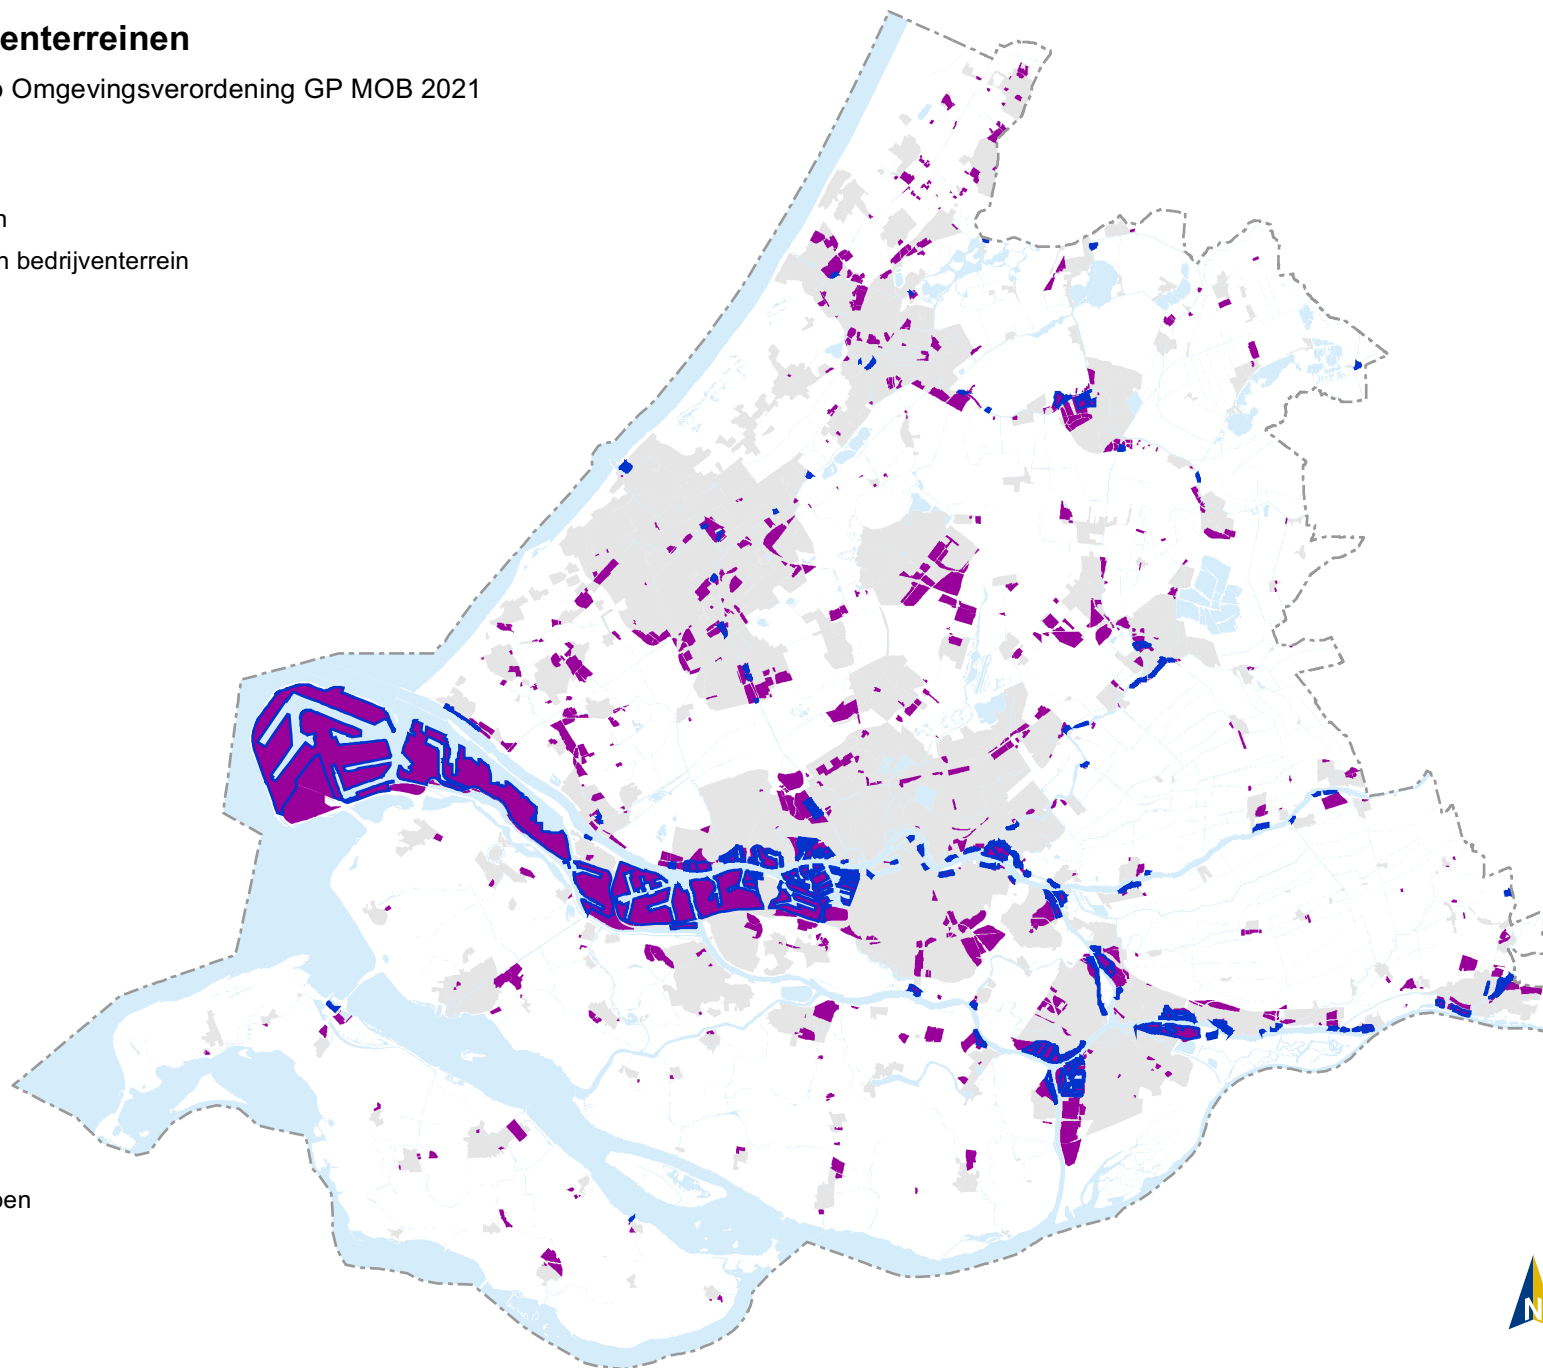 enterreinen
o Omgevingsverordening GP MOB 2021
n
n bedrijventerrein
pen
N